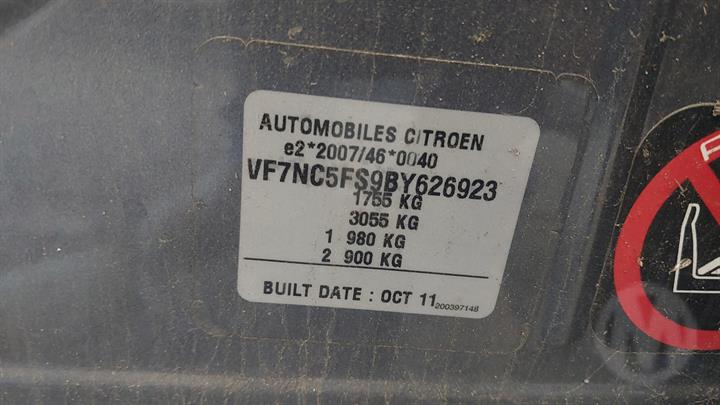 AUTOMOBILES CITROEN
e2*2007/46*0040
VF7NC5FS9BY626923
1755 KG
3055 KG
1 980 KG
2 900 KG
BUILT DATE : OCT 11
200397148